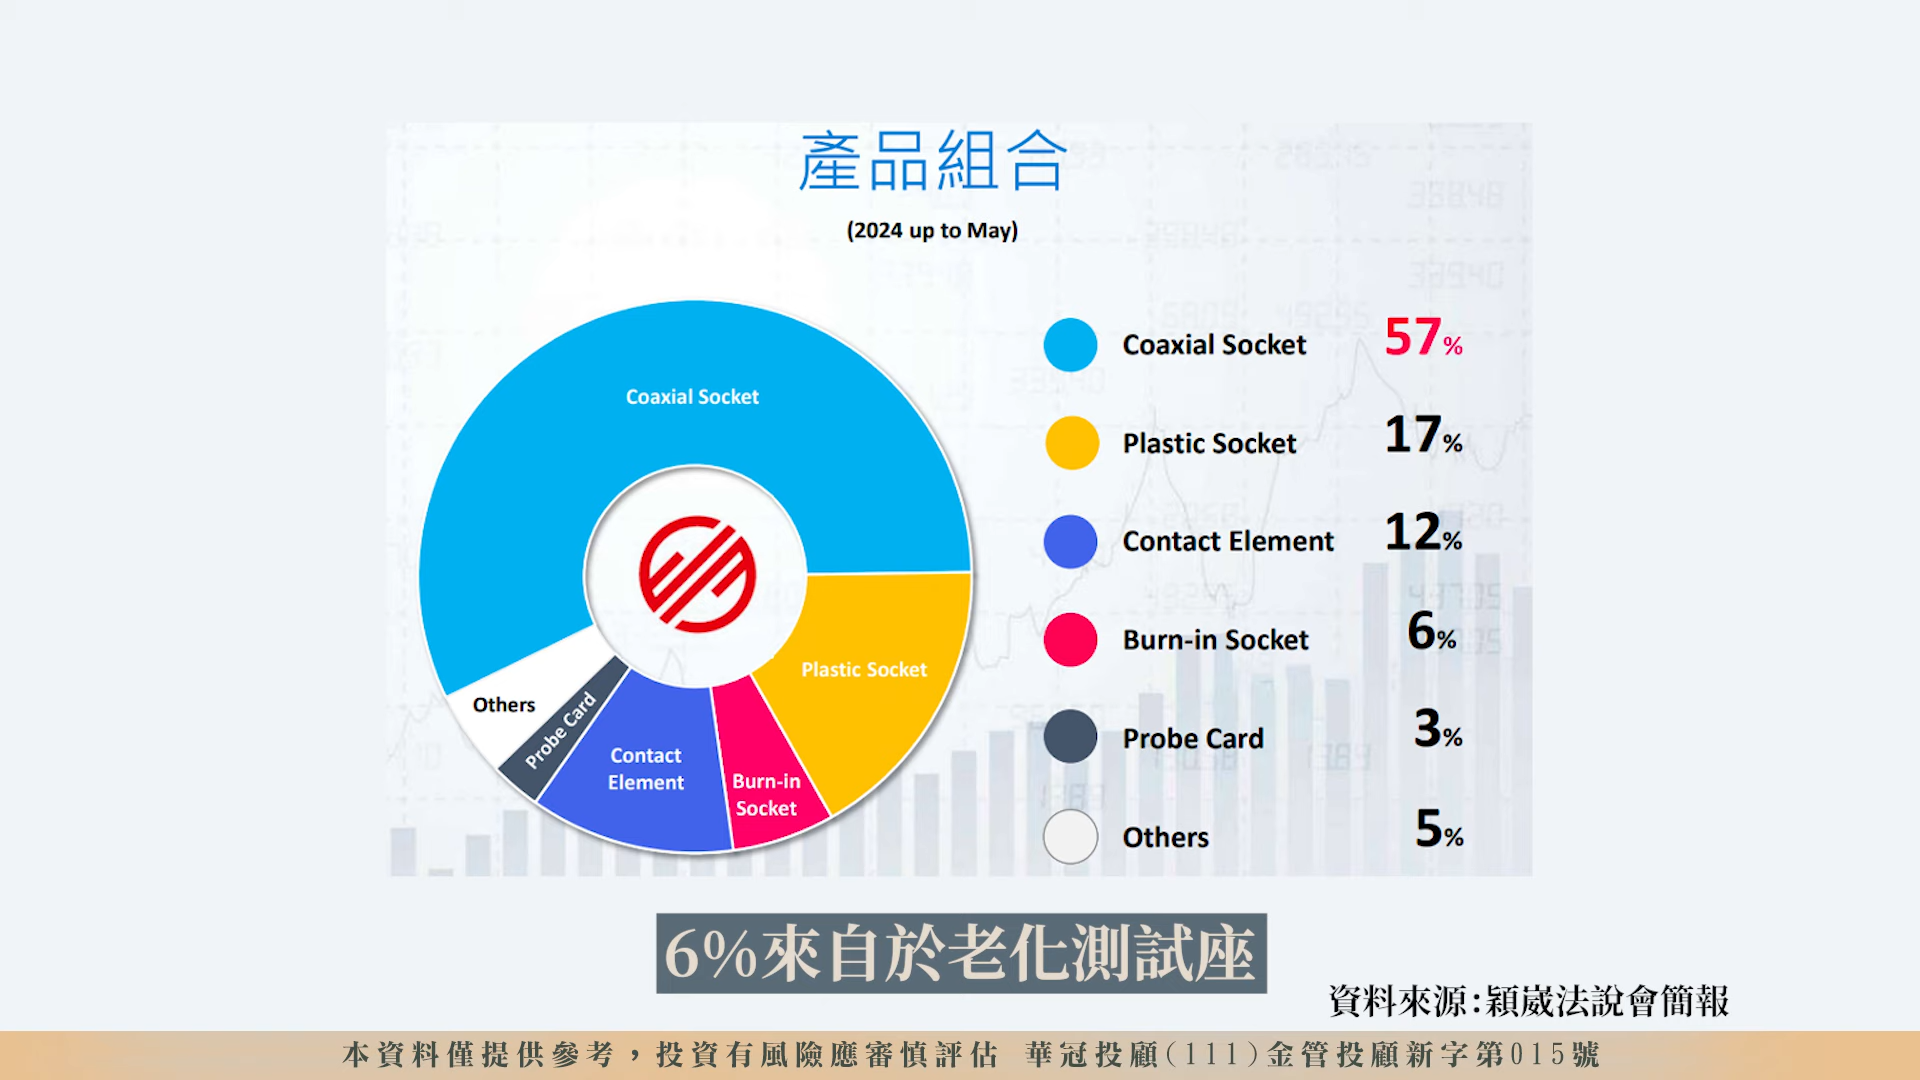 產品組合
(2024 up to May)
Coaxial Socket
Plastic Socket
Burn-in
Socket
Contact
Element
Probe Card
Others
Coaxial Socket 57%
Plastic Socket 17%
Contact Element 12%
Burn-in Socket 6%
Probe Card 3%
Others 5%
6%來自於老化測試座
資料來源:穎崴法說會簡報
本資料僅提供參考，投資有風險應審慎評估 華冠投顧(111)金管投顧新字第015號